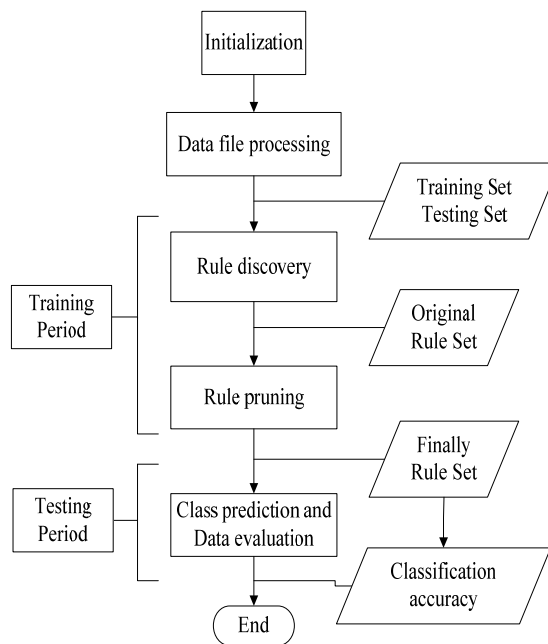 Initialization
Data file processing
Training Set
Testing Set
Rule discovery
Training
Period
Original
Rule Set
Rule pruning
Finally
Rule Set
Testing
Period
Class prediction and
Data evaluation
Classification
accuracy
End